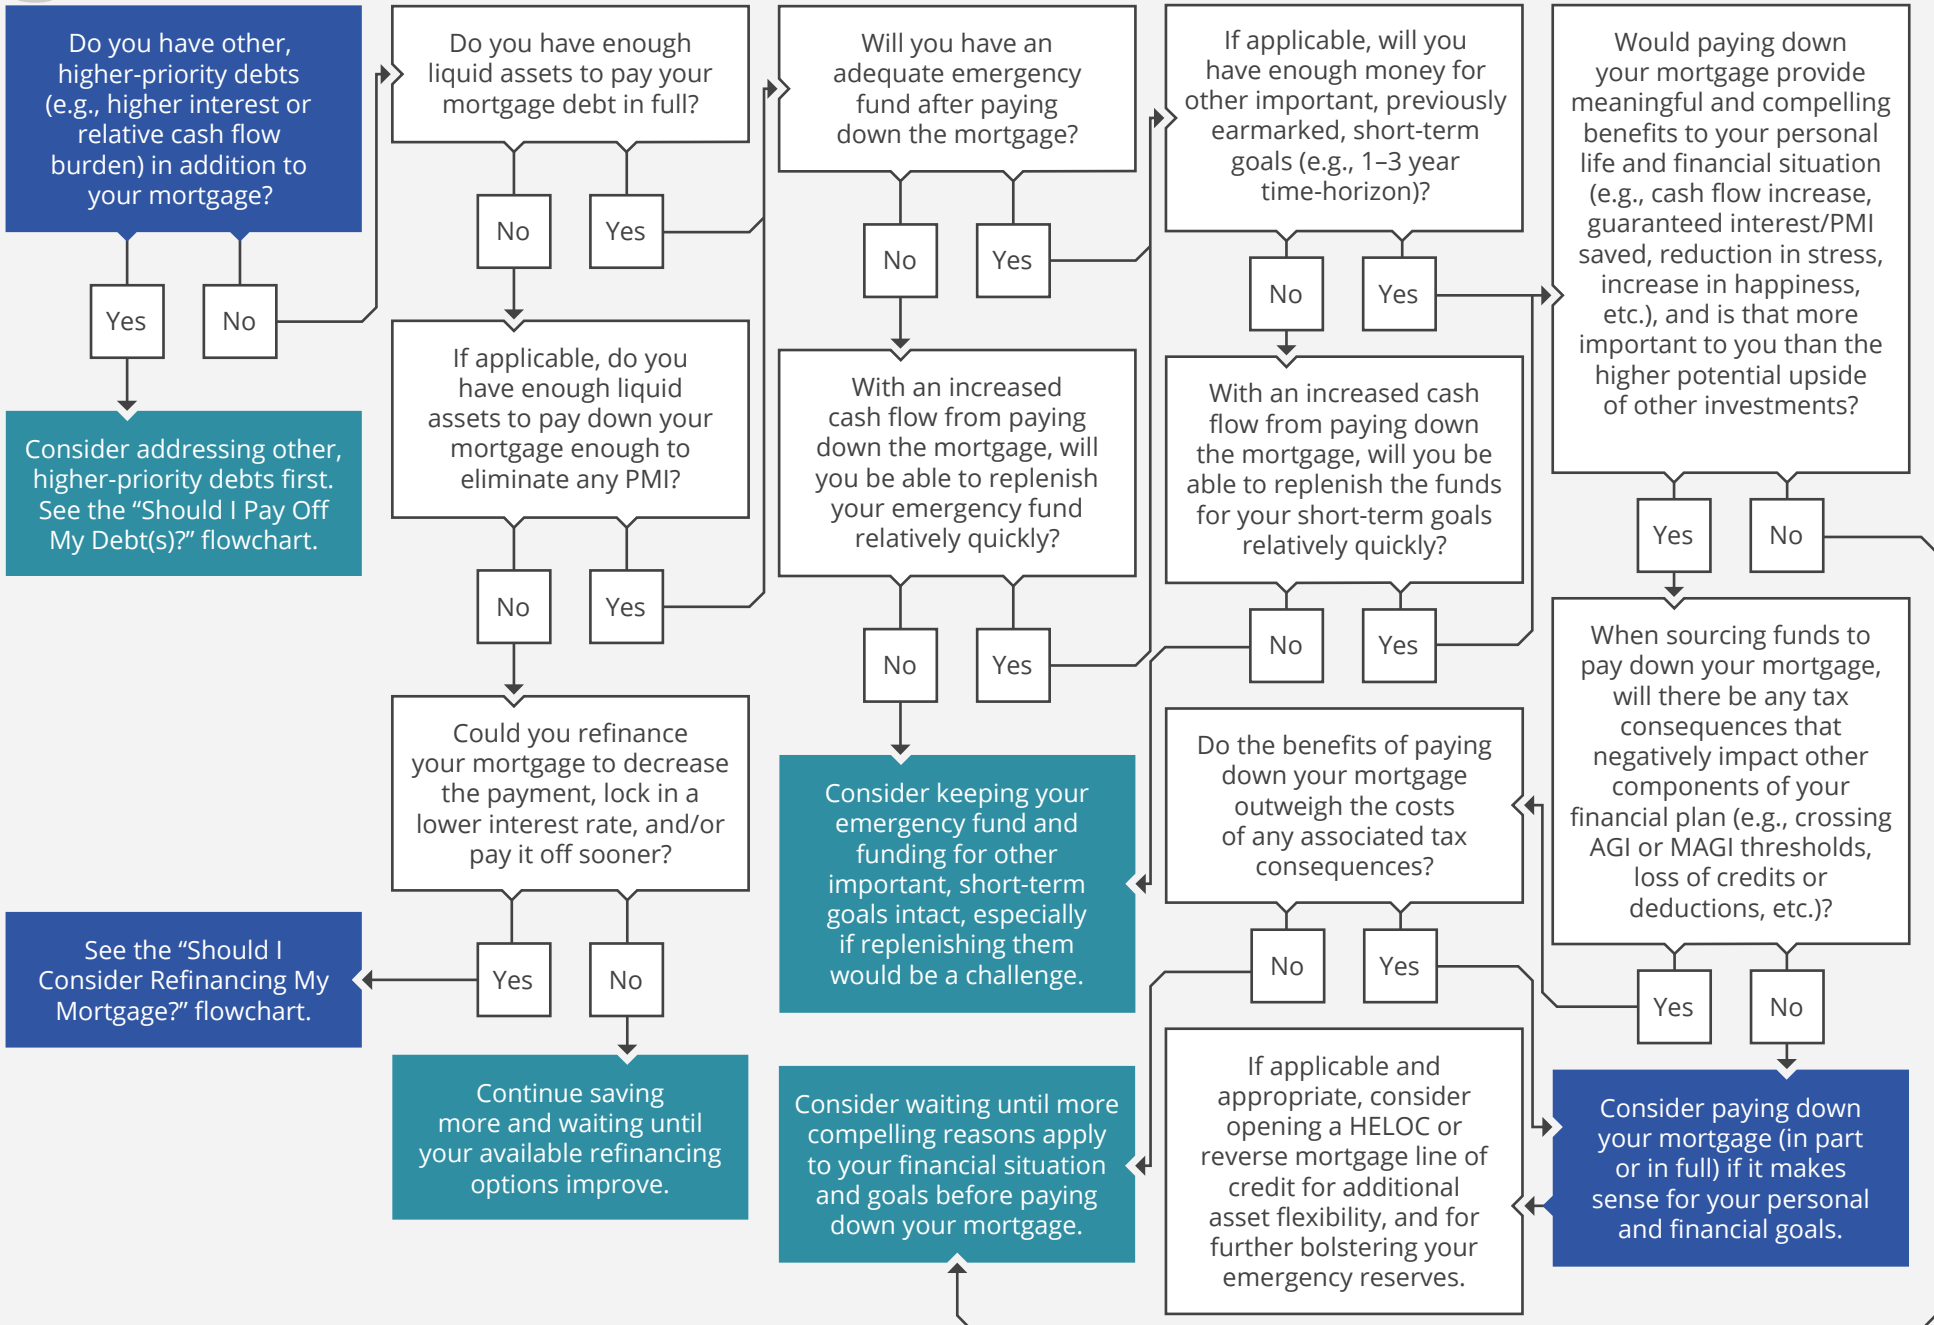 Do you have other,
higher-priority debts
(e.g., higher interest or
relative cash flow
burden) in addition to
your mortgage?
Yes
No
Consider addressing other,
higher-priority debts first.
See the “Should I Pay Off
My Debt(s)?” flowchart.
Do you have enough
liquid assets to pay your
mortgage debt in full?
No
Yes
If applicable, do you
have enough liquid
assets to pay down your
mortgage enough to
eliminate any PMI?
No
Yes
Could you refinance
your mortgage to decrease
the payment, lock in a
lower interest rate, and/or
pay it off sooner?
Yes
No
See the “Should I
Consider Refinancing My
Mortgage?” flowchart.
Continue saving
more and waiting until
your available refinancing
options improve.
Will you have an
adequate emergency
fund after paying
down the mortgage?
No
Yes
With an increased
cash flow from paying
down the mortgage, will
you be able to replenish
your emergency fund
relatively quickly?
No
Yes
Consider keeping your
emergency fund and
funding for other
important, short-term
goals intact, especially
if replenishing them
would be a challenge.
Consider waiting until more
compelling reasons apply
to your financial situation
and goals before paying
down your mortgage.
If applicable, will you
have enough money for
other important, previously
earmarked, short-term
goals (e.g., 1–3 year
time-horizon)?
No
Yes
With an increased cash
flow from paying down
the mortgage, will you be
able to replenish the funds
for your short-term goals
relatively quickly?
No
Yes
Do the benefits of paying
down your mortgage
outweigh the costs
of any associated tax
consequences?
No
Yes
If applicable and
appropriate, consider
opening a HELOC or
reverse mortgage line of
credit for additional
asset flexibility, and for
further bolstering your
emergency reserves.
Would paying down
your mortgage provide
meaningful and compelling
benefits to your personal
life and financial situation
(e.g., cash flow increase,
guaranteed interest/PMI
saved, reduction in stress,
increase in happiness,
etc.), and is that more
important to you than the
higher potential upside
of other investments?
Yes
No
When sourcing funds to
pay down your mortgage,
will there be any tax
consequences that
negatively impact other
components of your
financial plan (e.g., crossing
AGI or MAGI thresholds,
loss of credits or
deductions, etc.)?
Yes
No
Consider paying down
your mortgage (in part
or in full) if it makes
sense for your personal
and financial goals.